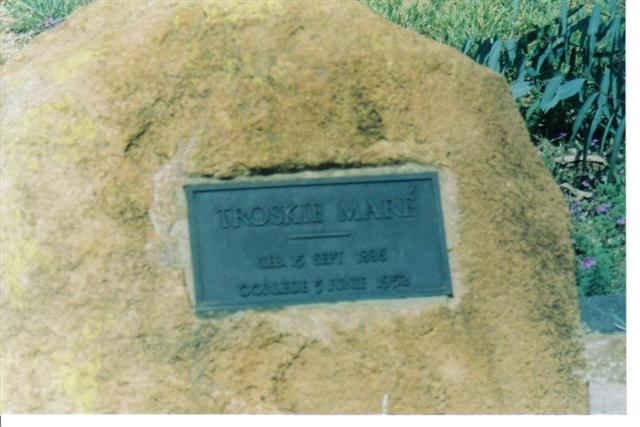 TROSKIE MARÉ
GEB. 15 SEPT
OORLEDE 5 JUNIE